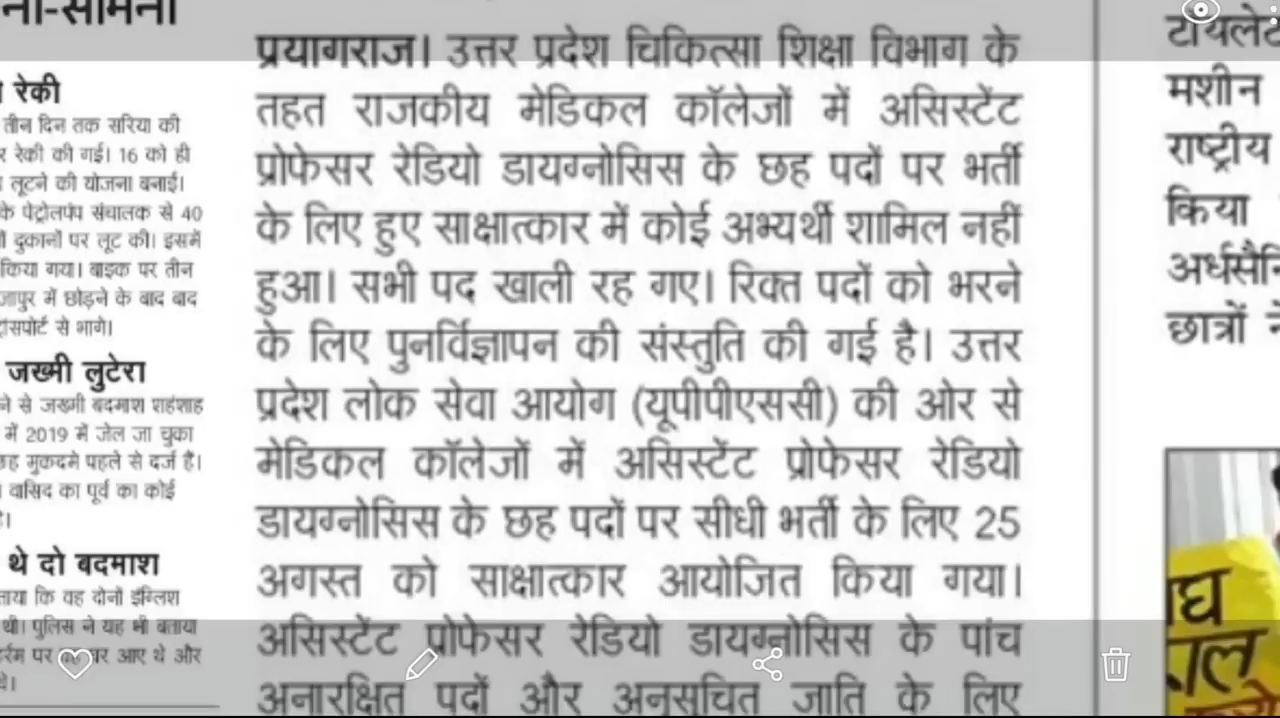 ना-सामना
रेकी
तीन दिन तक सरिया की
र रेकी की गई। 16 को ही
लूटने की योजना बनाई।
के पेट्रोलपंप संचालक से 40
दुकानों पर लूट की। इसमें
किया गया। बाइक पर तीन
जापुर में छोड़ने के बाद बाद
ट्रांसपोर्ट से भागे।
जख्मी लुटेरा
ने से जख्मी बदमाश शहंशाह
में 2019 में जेल जा चुका
छह मुकदमे पहले से दर्ज हैं।
वासिद का पूर्व का कोई
है।
थे दो बदमाश
ताया कि वह दोनों इंग्लिश
थी। पुलिस ने यह भी बताया
हर्रम पर घर आए थे और
थे।
प्रयागराज। उत्तर प्रदेश चिकित्सा शिक्षा विभाग के
तहत राजकीय मेडिकल कॉलेजों में असिस्टेंट
प्रोफेसर रेडियो डायग्नोसिस के छह पदों पर भर्ती
के लिए हुए साक्षात्कार में कोई अभ्यर्थी शामिल नहीं
हुआ। सभी पद खाली रह गए। रिक्त पदों को भरने
के लिए पुनर्विज्ञापन की संस्तुति की गई है। उत्तर
प्रदेश लोक सेवा आयोग (यूपीपीएससी) की ओर से
मेडिकल कॉलेजों में असिस्टेंट प्रोफेसर रेडियो
डायग्नोसिस के छह पदों पर सीधी भर्ती के लिए 25
अगस्त को साक्षात्कार आयोजित किया गया।
असिस्टेंट प्रोफेसर रेडियो डायग्नोसिस के पांच
अनारक्षित पदों और अनुसूचित जाति के लिए
टायलेट
मशीन
राष्ट्रीय
किया
अर्धसैनि
छात्रों ने
घ
ाल